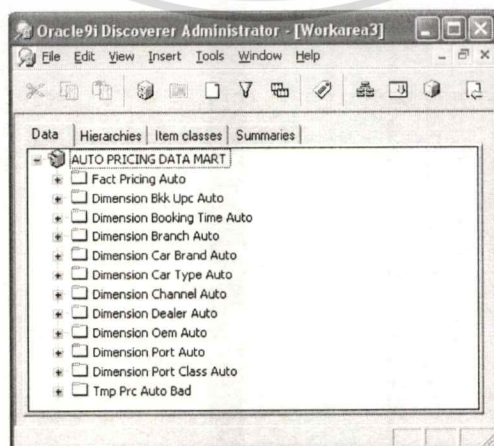 Oracle9i Discoverer Administrator - [Workarea3]
File Edit View Insert Tools Window Help
Data Hierarchies Item classes Summaries
AUTO PRICING DATA MART
Fact Pricing Auto
Dimension Bkk Upc Auto
Dimension Booking Time Auto
Dimension Branch Auto
Dimension Car Brand Auto
Dimension Car Type Auto
Dimension Channel Auto
Dimension Dealer Auto
Dimension Oem Auto
Dimension Port Auto
Dimension Port Class Auto
Tmp Prc Auto Bad